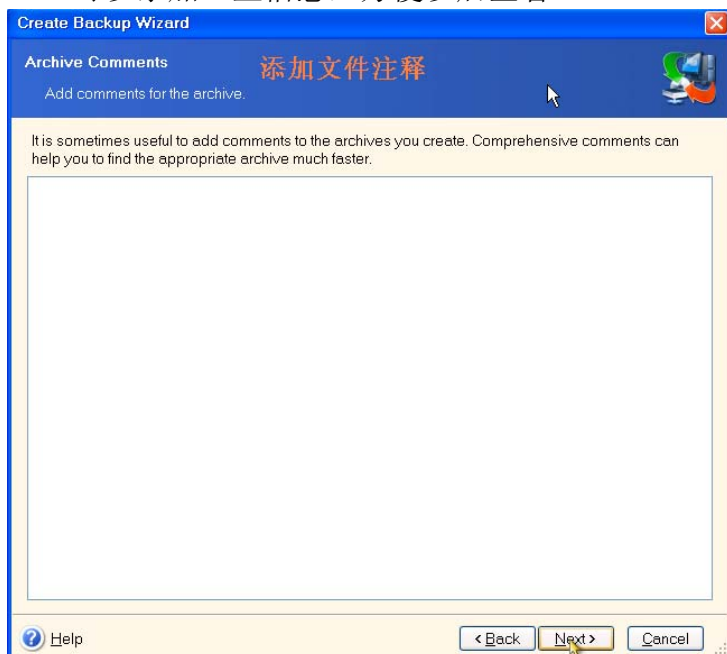 Create Backup Wizard
Archive Comments
添加文件注释
Add comments for the archive.
It is sometimes useful to add comments to the archives you create. Comprehensive comments can
help you to find the appropriate archive much faster.
Help
< Back
Next >
Cancel